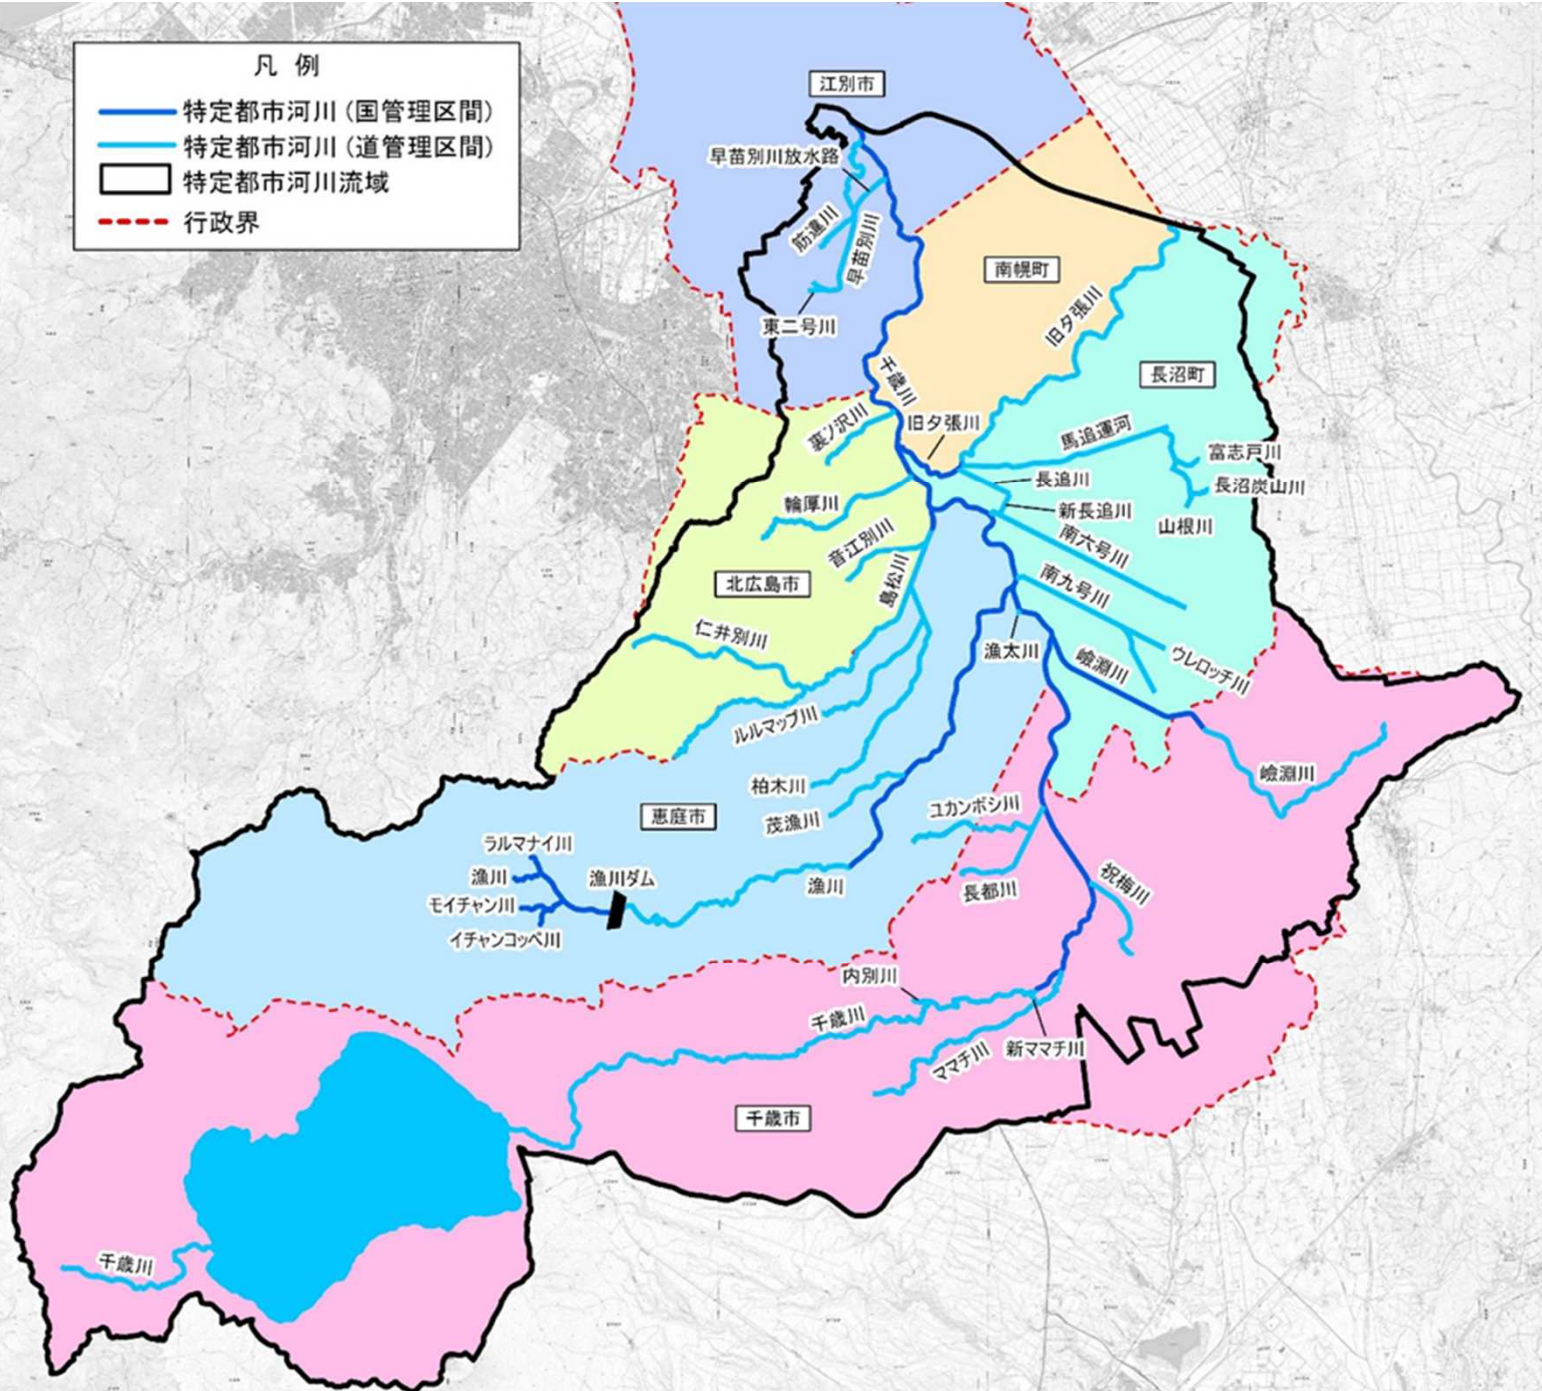 凡 例
特定都市河川（国管理区間）
特定都市河川（道管理区間）
特定都市河川流域
行政界
江別市
早苗別川放水路
筋違川
早苗別川
東二号川
南幌町
旧夕張川
長沼町
千歳川
裏ノ沢川
旧夕張川
馬追運河
富志戸川
長沼炭山川
長追川
新長追川
山根川
輪厚川
音江別川
南六号川
北広島市
島松川
南九号川
仁井別川
漁太川
嶮淵川
ウレロッチ川
ルルマップ川
柏木川
茂漁川
恵庭市
ユカンボシ川
嶮淵川
ラルマナイ川
漁川
漁川ダム
漁川
長都川
祝梅川
モイチャン川
イチャンコッペ川
内別川
千歳川
ママチ川
新ママチ川
千歳市
千歳川